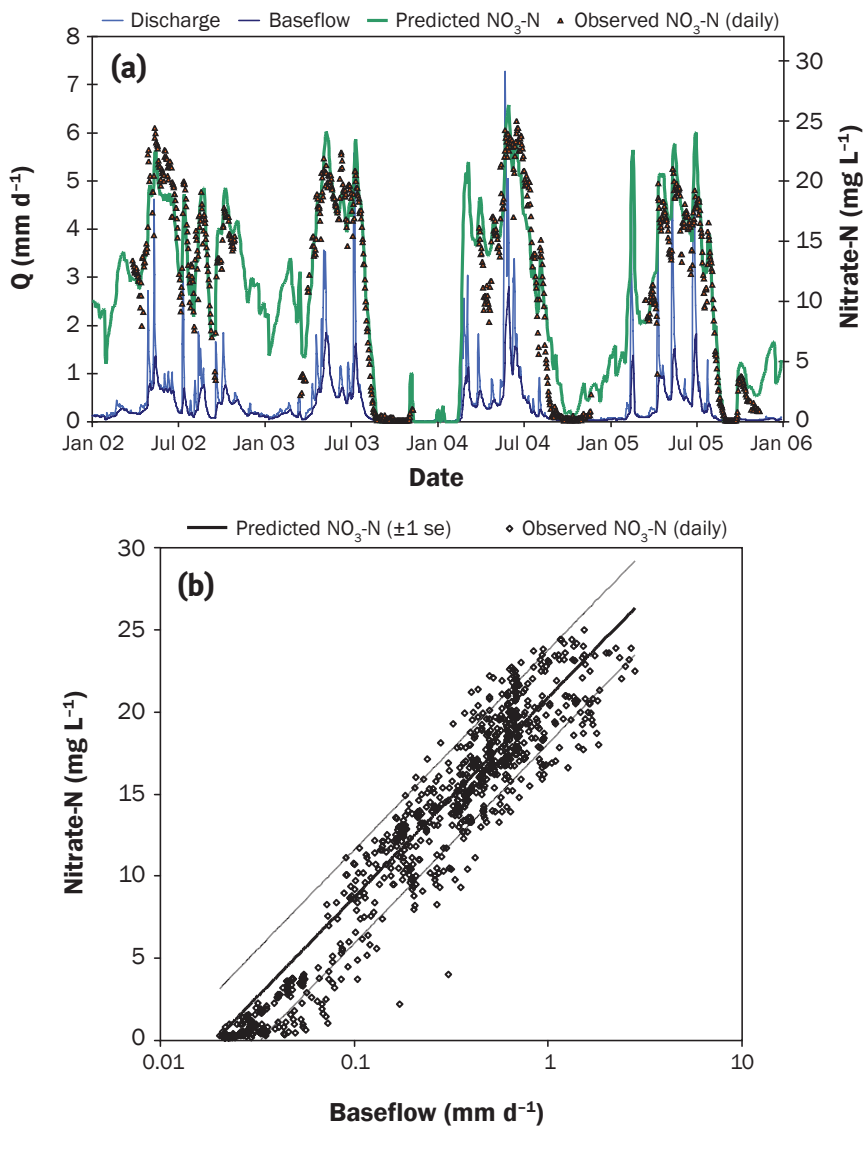 Discharge Baseflow Predicted NO₃-N Observed NO₃-N (daily)
(a)
Q (mm d⁻¹)
8
7
6
5
4
3
2
1
0
Nitrate-N (mg L⁻¹)
30
25
20
15
10
5
0
Jan 02 Jul 02 Jan 03 Jul 03 Jan 04 Jul 04 Jan 05 Jul 05 Jan 06
Date
Predicted NO₃-N (±1 se) Observed NO₃-N (daily)
(b)
Nitrate-N (mg L⁻¹)
30
25
20
15
10
5
0
0.01 0.1 1 10
Baseflow (mm d⁻¹)